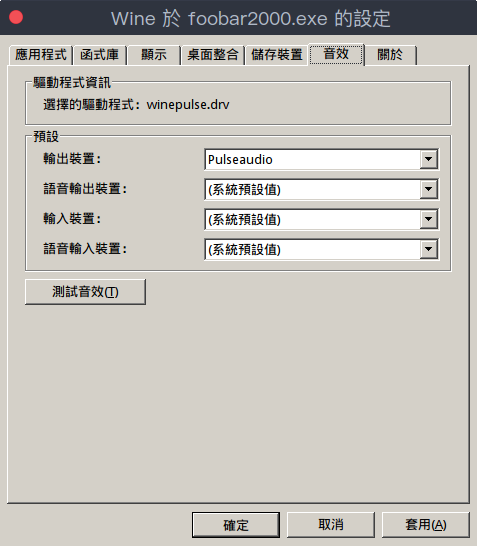 Wine 於 foobar2000.exe 的設定
應用程式 函式庫 顯示 桌面整合 儲存裝置 音效 關於
驅動程式資訊
選擇的驅動程式: winepulse.drv
預設
輸出裝置: Pulseaudio
語音輸出裝置: (系統預設值)
輸入裝置: (系統預設值)
語音輸入裝置: (系統預設值)
測試音效(T)
確定 取消 套用(A)